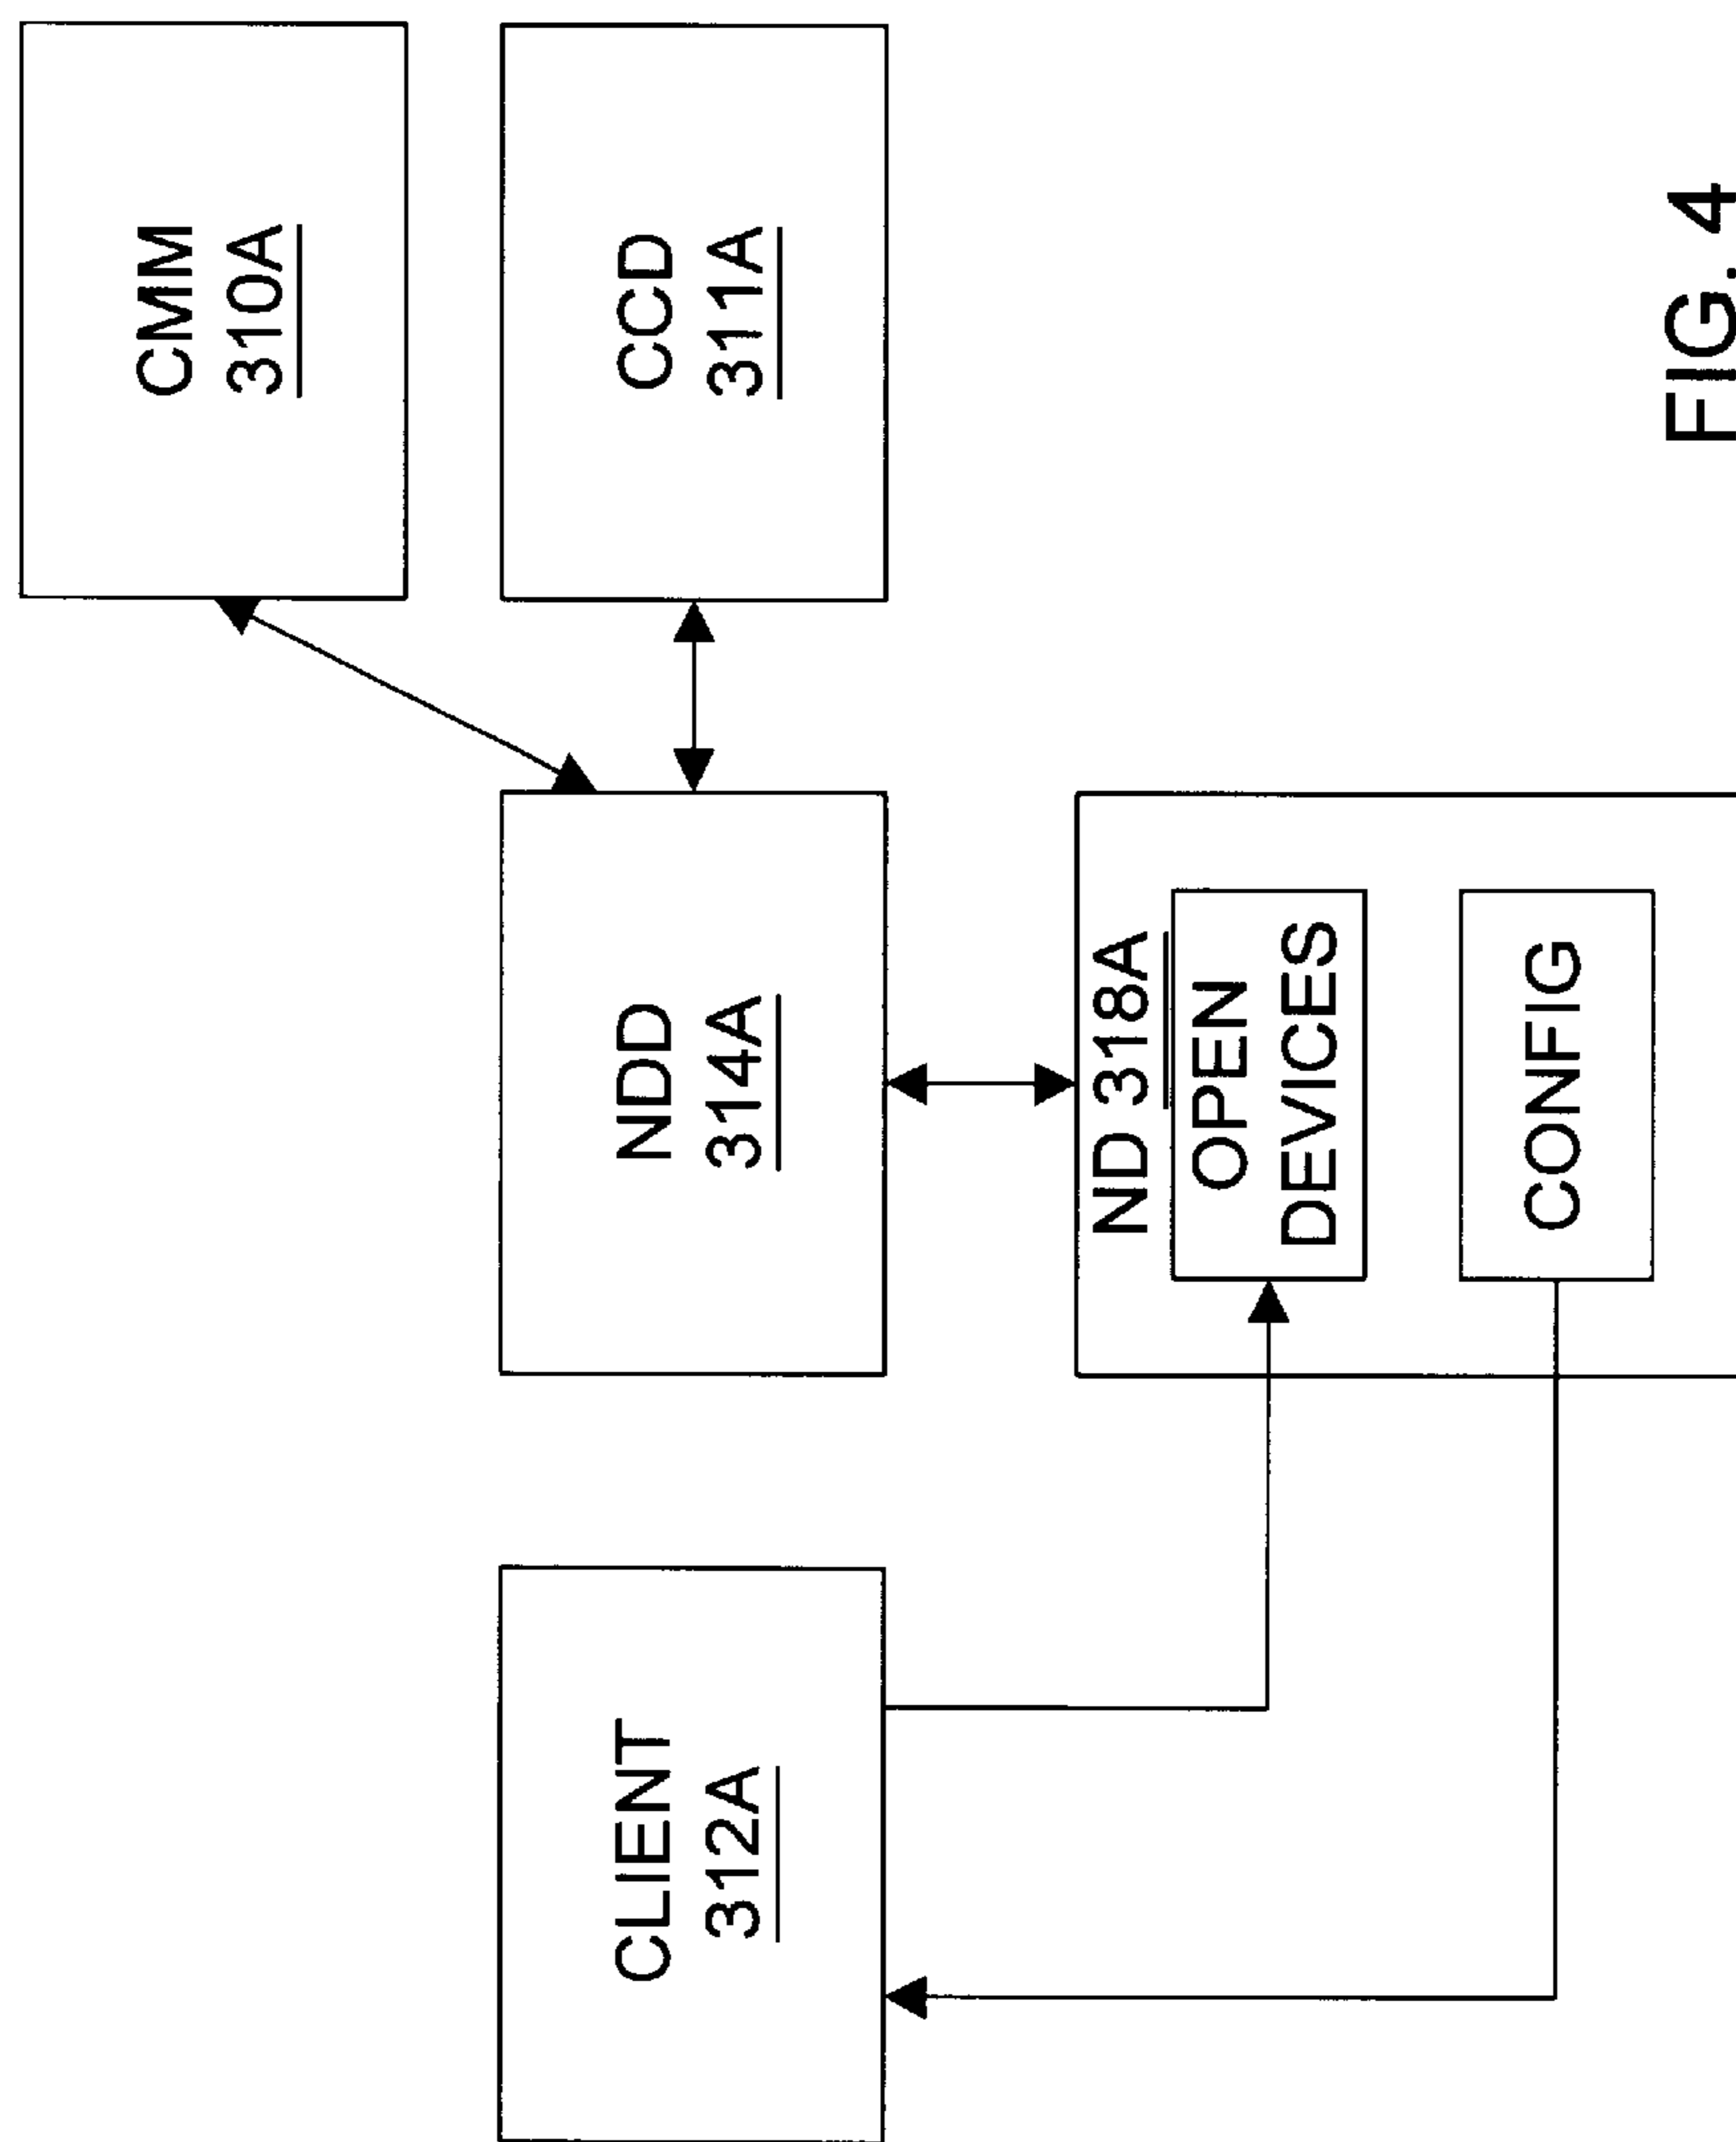 CMM
310A
CLIENT
312A
NDD
314A
CCD
311A
ND 318A
OPEN
DEVICES
CONFIG
FIG. 4